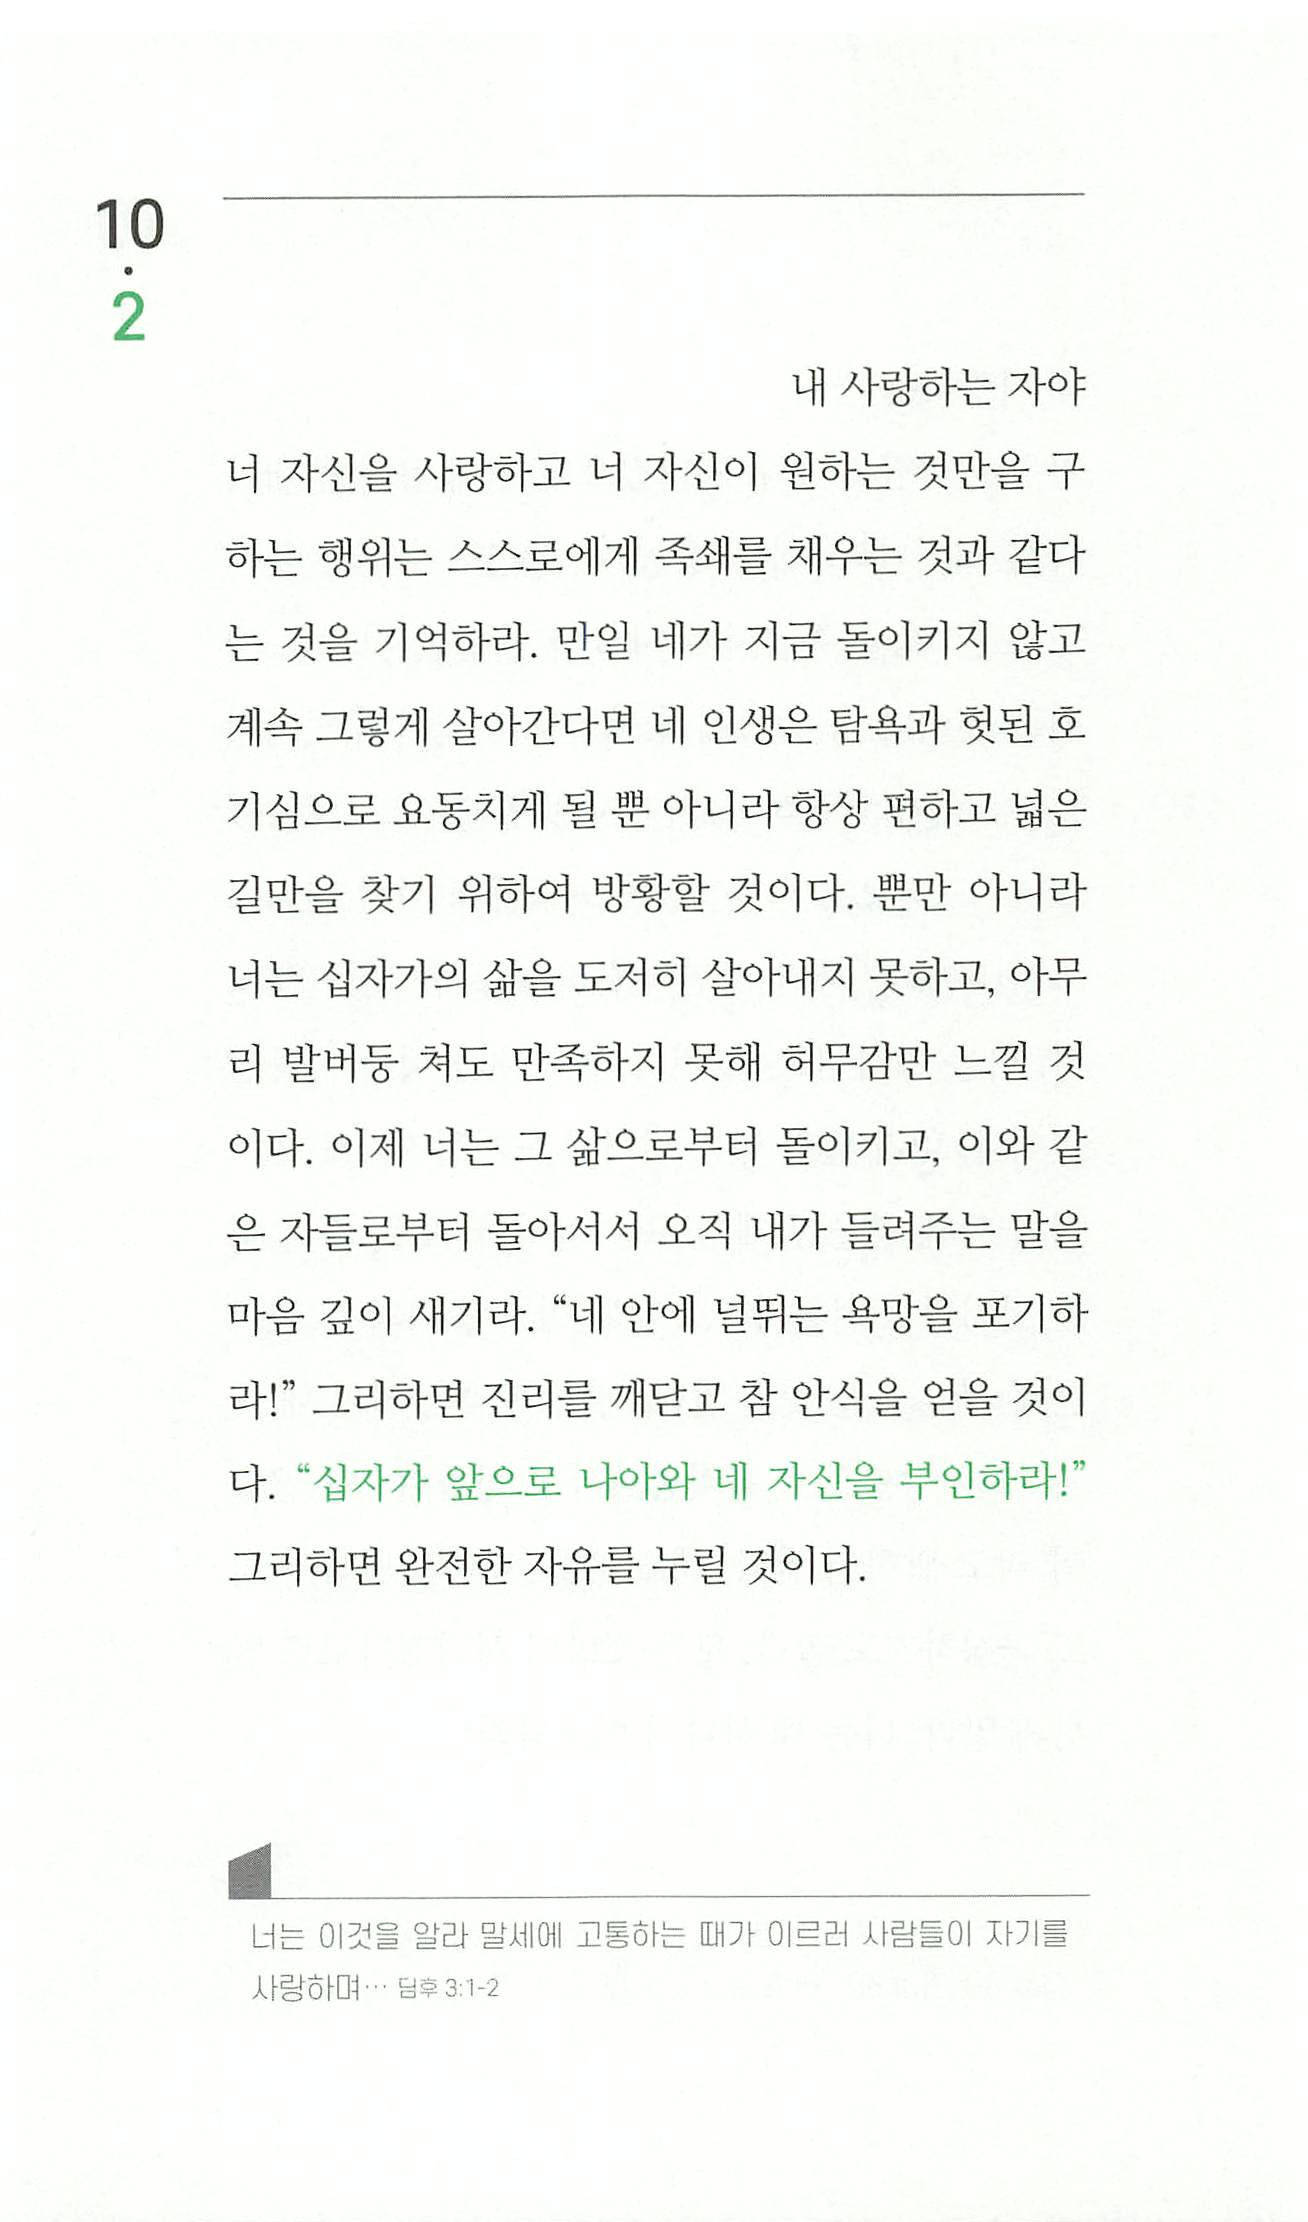 10
·
2
내 사랑하는 자야
너 자신을 사랑하고 너 자신이 원하는 것만을 구
하는 행위는 스스로에게 족쇄를 채우는 것과 같다
는 것을 기억하라. 만일 네가 지금 돌이키지 않고
계속 그렇게 살아간다면 네 인생은 탐욕과 헛된 호
기심으로 요동치게 될 뿐 아니라 항상 편하고 넓은
길만을 찾기 위하여 방황할 것이다. 뿐만 아니라
너는 십자가의 삶을 도저히 살아내지 못하고, 아무
리 발버둥 쳐도 만족하지 못해 허무감만 느낄 것
이다. 이제 너는 그 삶으로부터 돌이키고, 이와 같
은 자들로부터 돌아서서 오직 내가 들려주는 말을
마음 깊이 새기라. “네 안에 널뛰는 욕망을 포기하
라!” 그리하면 진리를 깨닫고 참 안식을 얻을 것이
다. “십자가 앞으로 나아와 네 자신을 부인하라!”
그리하면 완전한 자유를 누릴 것이다.
너는 이것을 알라 말세에 고통하는 때가 이르러 사람들이 자기를
사랑하며… 딤후 3:1-2